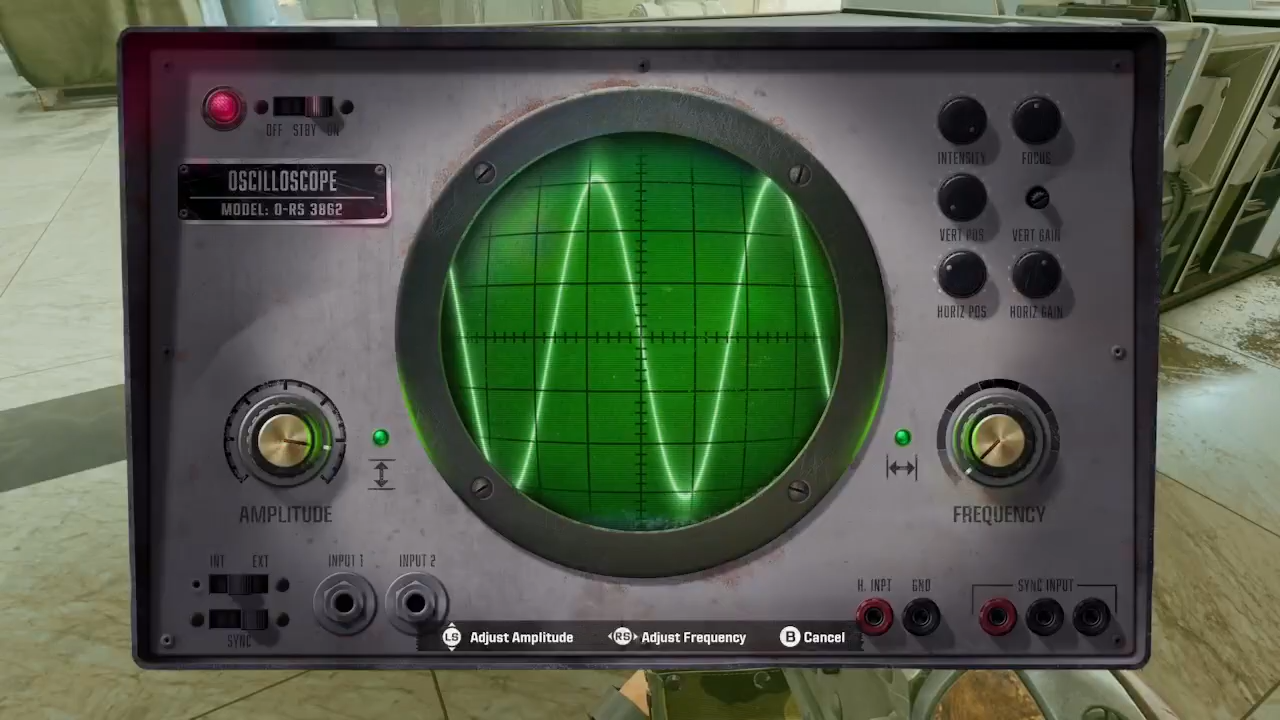 OFF STBY ON
OSCILLOSCOPE
MODEL: O-RS 3862
INTENSITY FOCUS
VERT POS VERT GAIN
HORIZ POS HORIZ GAIN
AMPLITUDE
FREQUENCY
INT EXT
SYNC
INPUT 1 INPUT 2
H. INPT GND
SYNC INPUT
LS Adjust Amplitude RS Adjust Frequency B Cancel